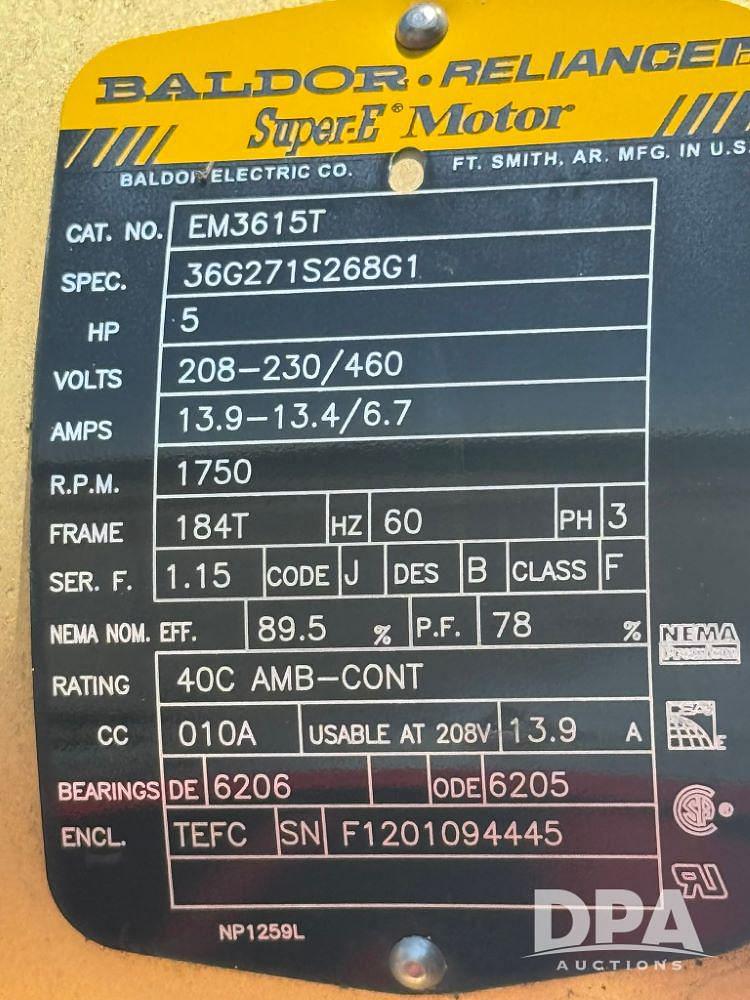 BALDOR • RELIANCER
Super-E® Motor
BALDOR ELECTRIC CO. FT. SMITH, AR. MFG. IN U.S.
CAT. NO. EM3615T
SPEC. 36G271S268G1
HP 5
VOLTS 208-230/460
AMPS 13.9-13.4/6.7
R.P.M. 1750
FRAME 184T HZ 60 PH 3
SER. F. 1.15 CODE J DES B CLASS F
NEMA NOM. EFF. 89.5 % P.F. 78 %
NEMA
Premium
RATING 40C AMB-CONT
CC 010A USABLE AT 208V 13.9 A
BEARINGS DE 6206 ODE 6205
ENCL. TEFC SN F1201094445
NP1259L
DPA
AUCTIONS